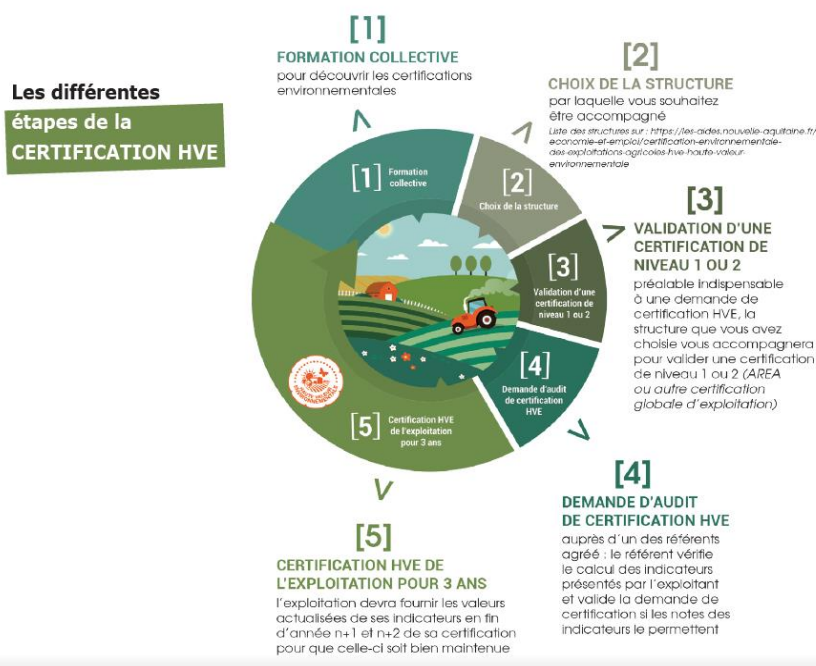 Les différentes
étapes de la
CERTIFICATION HVE
[1]
FORMATION COLLECTIVE
pour découvrir les certifications
environnementales
[2]
CHOIX DE LA STRUCTURE
par laquelle vous souhaitez
être accompagné
Liste des structures sur : https://les-aides.nouvelle-aquitaine.fr/
economie-et-emploi/certification-environnementale-
des-exploitations-agricoles-hve-haute-valeur-
environnementale
[3]
VALIDATION D'UNE
CERTIFICATION DE
NIVEAU 1 OU 2
préalable indispensable
à une demande de
certification HVE, la
structure que vous avez
choisie vous accompagnera
pour valider une certification
de niveau 1 ou 2 (AREA
ou autre certification
globale d'exploitation)
[4]
DEMANDE D'AUDIT
DE CERTIFICATION HVE
auprès d'un des référents
agréé : le référent vérifie
le calcul des indicateurs
présentés par l'exploitant
et valide la demande de
certification si les notes des
indicateurs le permettent
[5]
CERTIFICATION HVE DE
L'EXPLOITATION POUR 3 ANS
l'exploitation devra fournir les valeurs
actualisées de ses indicateurs en fin
d'année n+1 et n+2 de sa certification
pour que celle-ci soit bien maintenue
[1] Formation
collective
[2]
Choix de la structure
[3]
Validation d'une
certification de
niveau 1 ou 2
[4]
Demande d'audit
de certification
HVE
[5] Certification HVE
de l'exploitation
pour 3 ans
HAUTE VALEUR
ENVIRONNEMENTALE